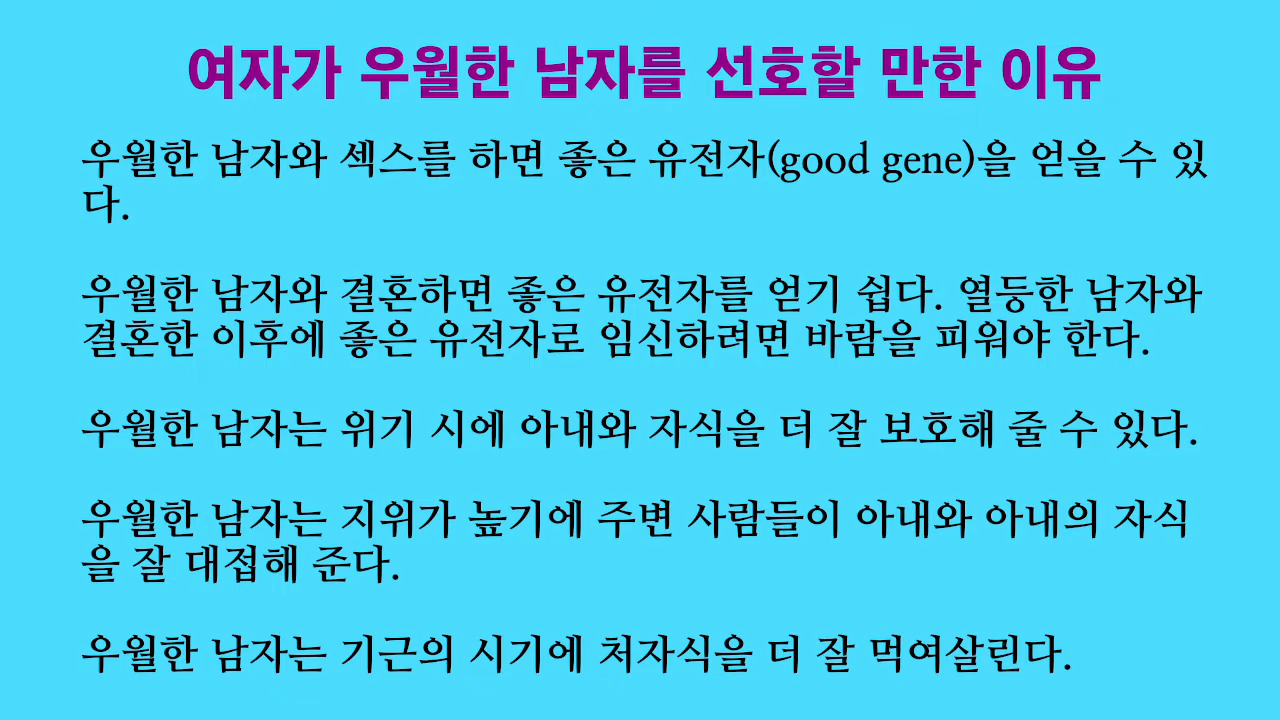 여자가 우월한 남자를 선호할 만한 이유
우월한 남자와 섹스를 하면 좋은 유전자(good gene)을 얻을 수 있
다.
우월한 남자와 결혼하면 좋은 유전자를 얻기 쉽다. 열등한 남자와
결혼한 이후에 좋은 유전자로 임신하려면 바람을 피워야 한다.
우월한 남자는 위기 시에 아내와 자식을 더 잘 보호해 줄 수 있다.
우월한 남자는 지위가 높기에 주변 사람들이 아내와 아내의 자식
을 잘 대접해 준다.
우월한 남자는 기근의 시기에 처자식을 더 잘 먹여살린다.